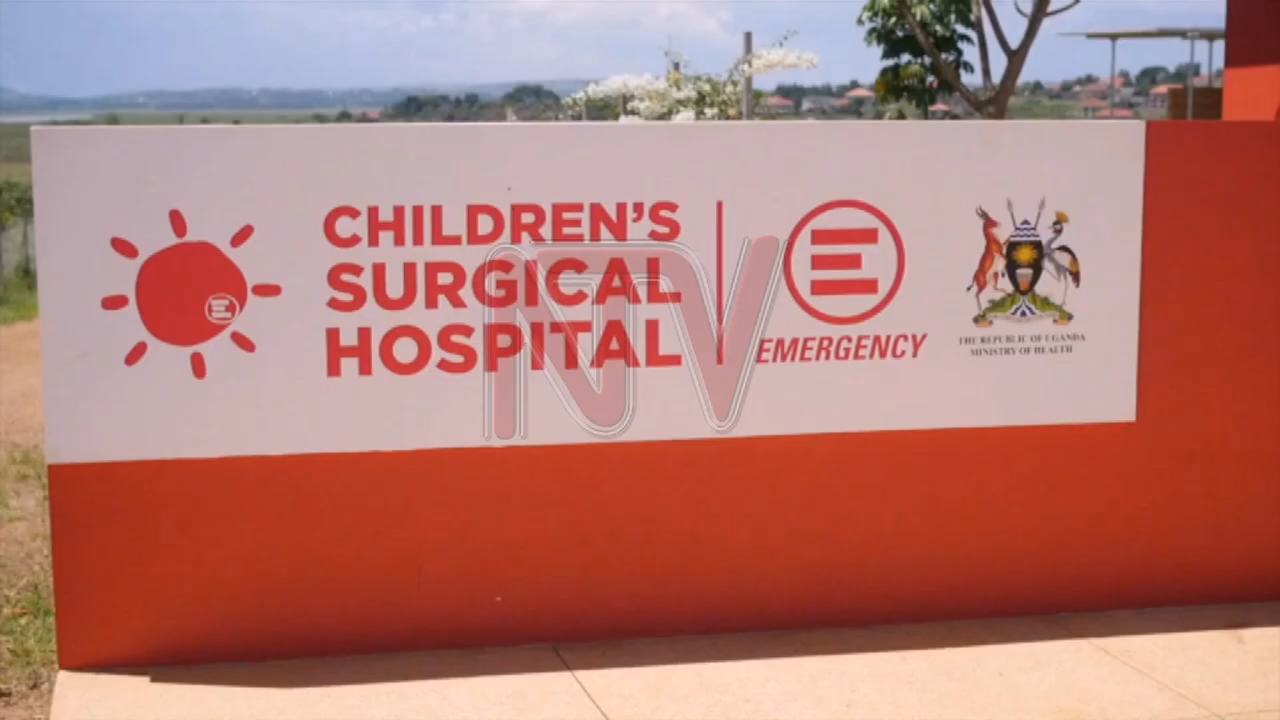 CHILDREN'S
SURGICAL
HOSPITAL
E
EMERGENCY
THE REPUBLIC OF UGANDA
MINISTRY OF HEALTH
NTV